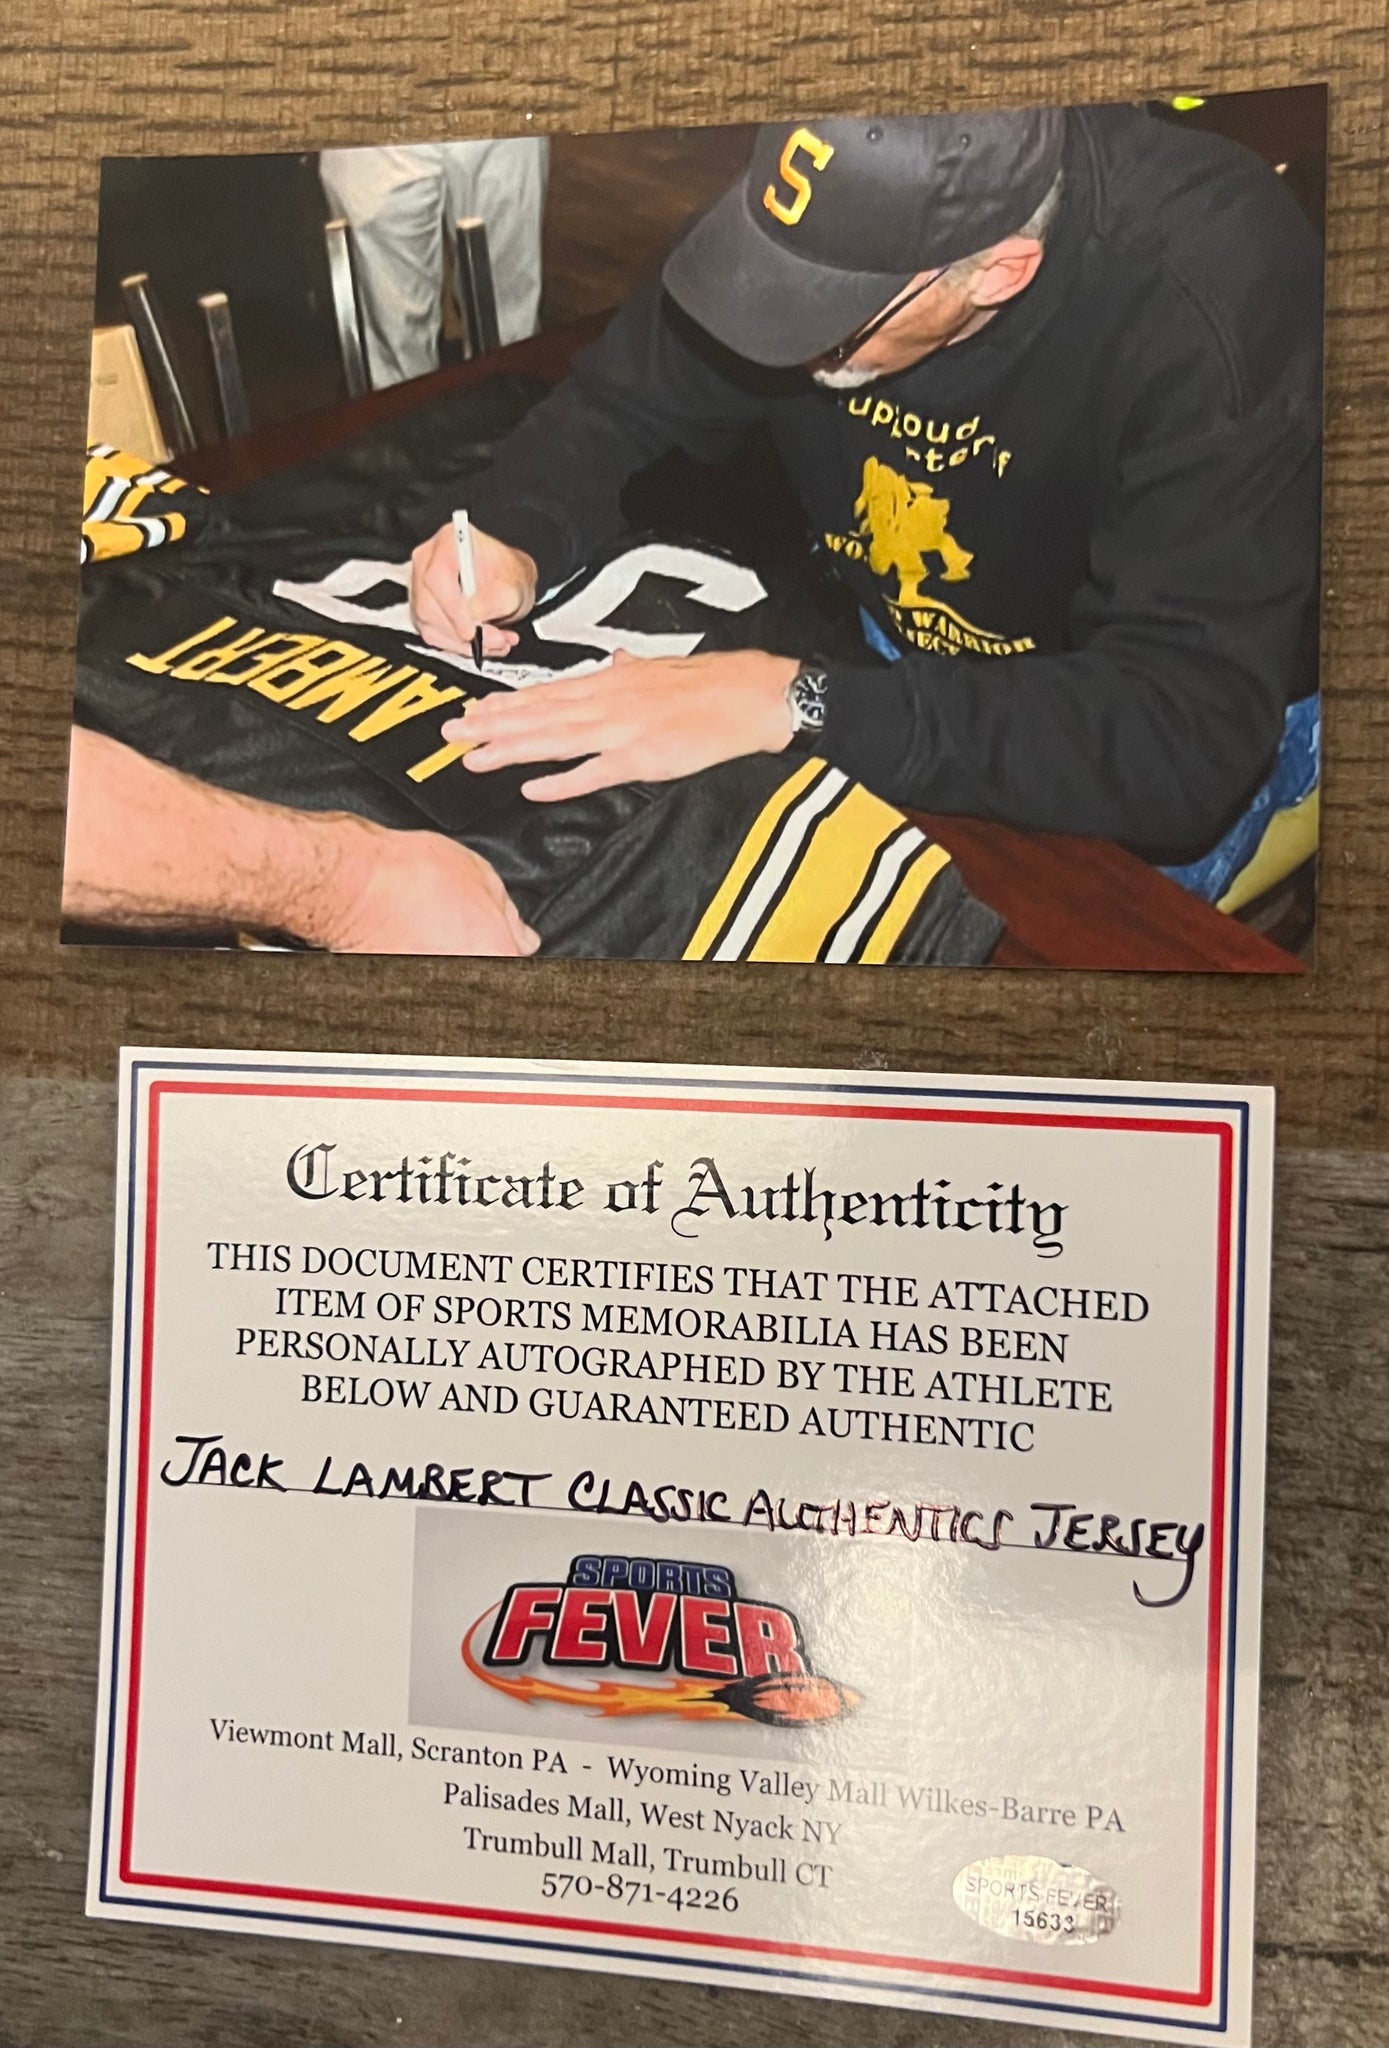 S
uploud
LAMBERT
58
WARRIOR
Certificate of Authenticity
THIS DOCUMENT CERTIFIES THAT THE ATTACHED
ITEM OF SPORTS MEMORABILIA HAS BEEN
PERSONALLY AUTOGRAPHED BY THE ATHLETE
BELOW AND GUARANTEED AUTHENTIC
JACK LAMBERT CLASSIC AUTHENTICS JERSEY
SPORTS
FEVER
Viewmont Mall, Scranton PA - Wyoming Valley Mall Wilkes-Barre PA
Palisades Mall, West Nyack NY
Trumbull Mall, Trumbull CT
570-871-4226
SPORTS FEVER
15633